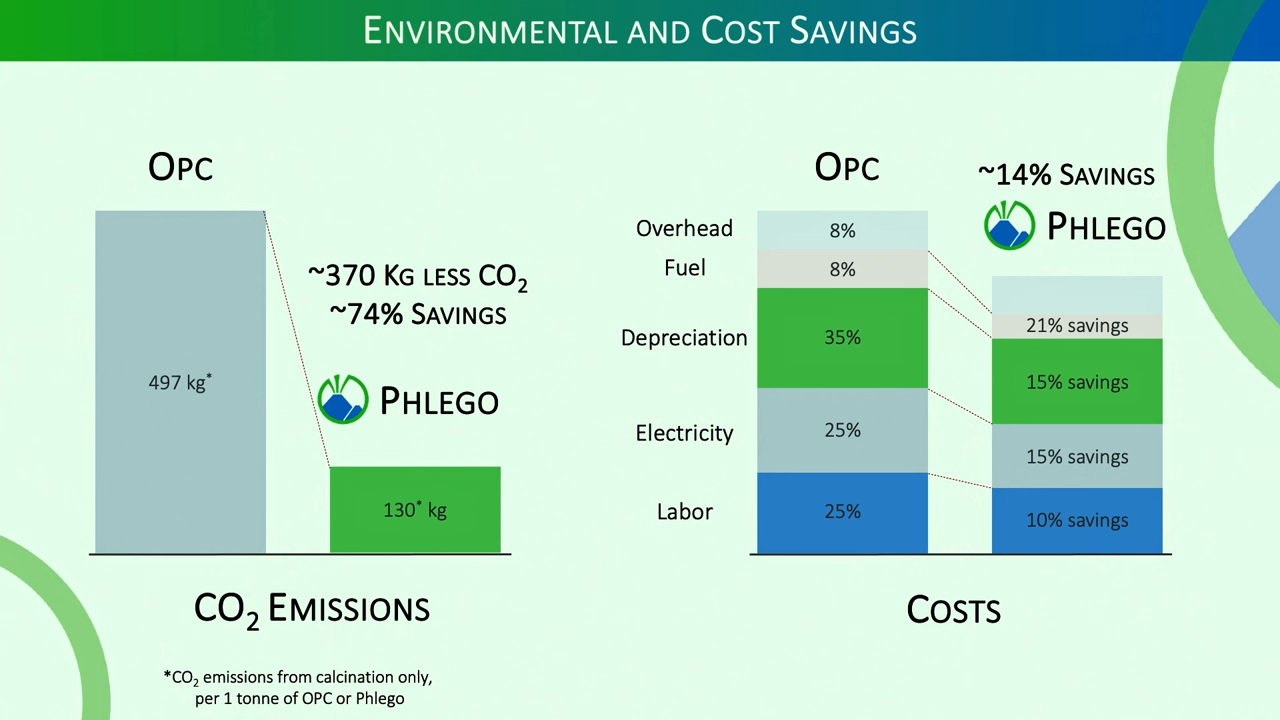 ENVIRONMENTAL AND COST SAVINGS
OPC
497 kg*
~370 KG LESS CO₂
~74% SAVINGS
PHLEGO
130* kg
CO₂ EMISSIONS
*CO₂ emissions from calcination only,
per 1 tonne of OPC or Phlego
OPC
~14% SAVINGS
PHLEGO
Overhead
8%
Fuel
8%
21% savings
Depreciation
35%
15% savings
Electricity
25%
15% savings
Labor
25%
10% savings
COSTS